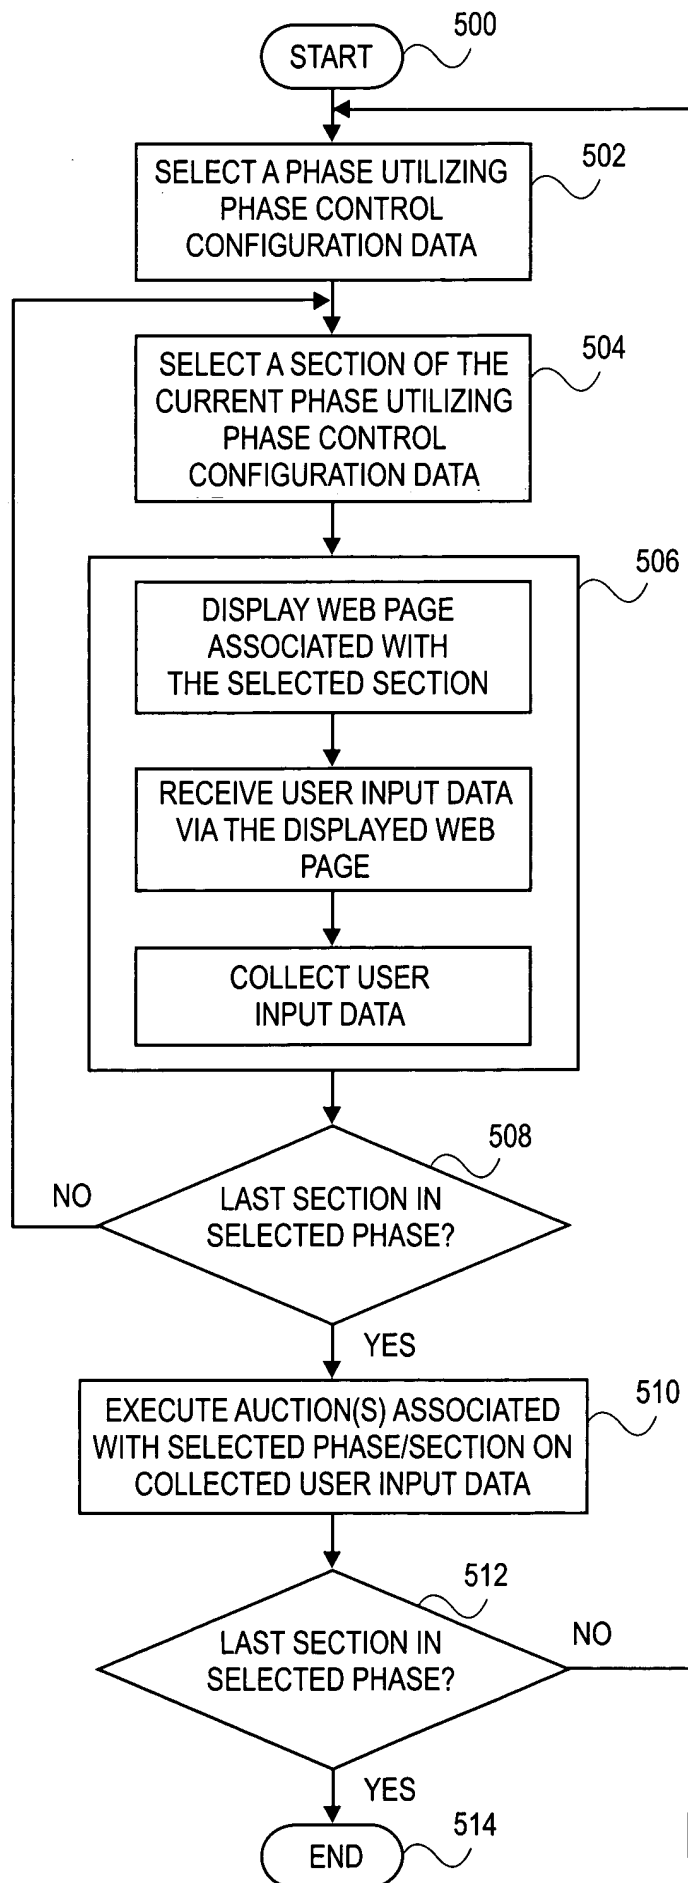 500
START
SELECT A PHASE UTILIZING
PHASE CONTROL
CONFIGURATION DATA
502
SELECT A SECTION OF THE
CURRENT PHASE UTILIZING
PHASE CONTROL
CONFIGURATION DATA
504
506
DISPLAY WEB PAGE
ASSOCIATED WITH
THE SELECTED SECTION
RECEIVE USER INPUT DATA
VIA THE DISPLAYED WEB
PAGE
COLLECT USER
INPUT DATA
508
NO
LAST SECTION IN
SELECTED PHASE?
YES
EXECUTE AUCTION(S) ASSOCIATED
WITH SELECTED PHASE/SECTION ON
COLLECTED USER INPUT DATA
510
512
LAST SECTION IN
SELECTED PHASE?
NO
YES
END
514